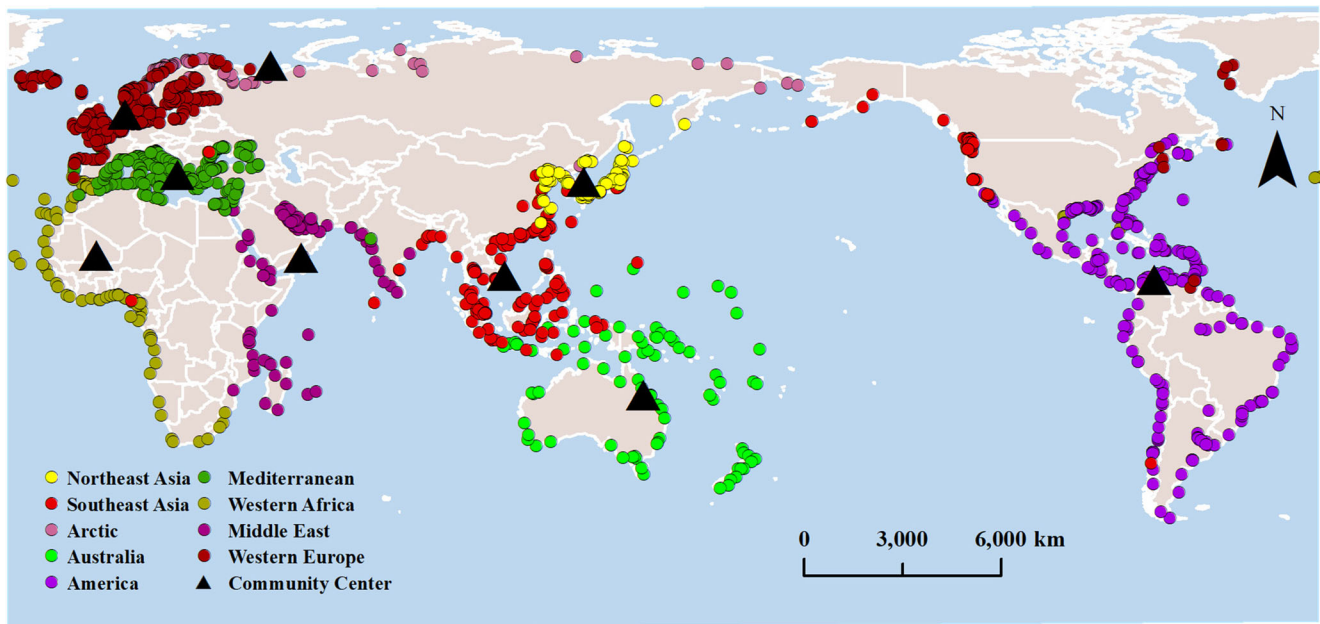 N
Northeast Asia
Mediterranean
Southeast Asia
Western Africa
Arctic
Middle East
Australia
Western Europe
America
Community Center
0 3,000 6,000 km